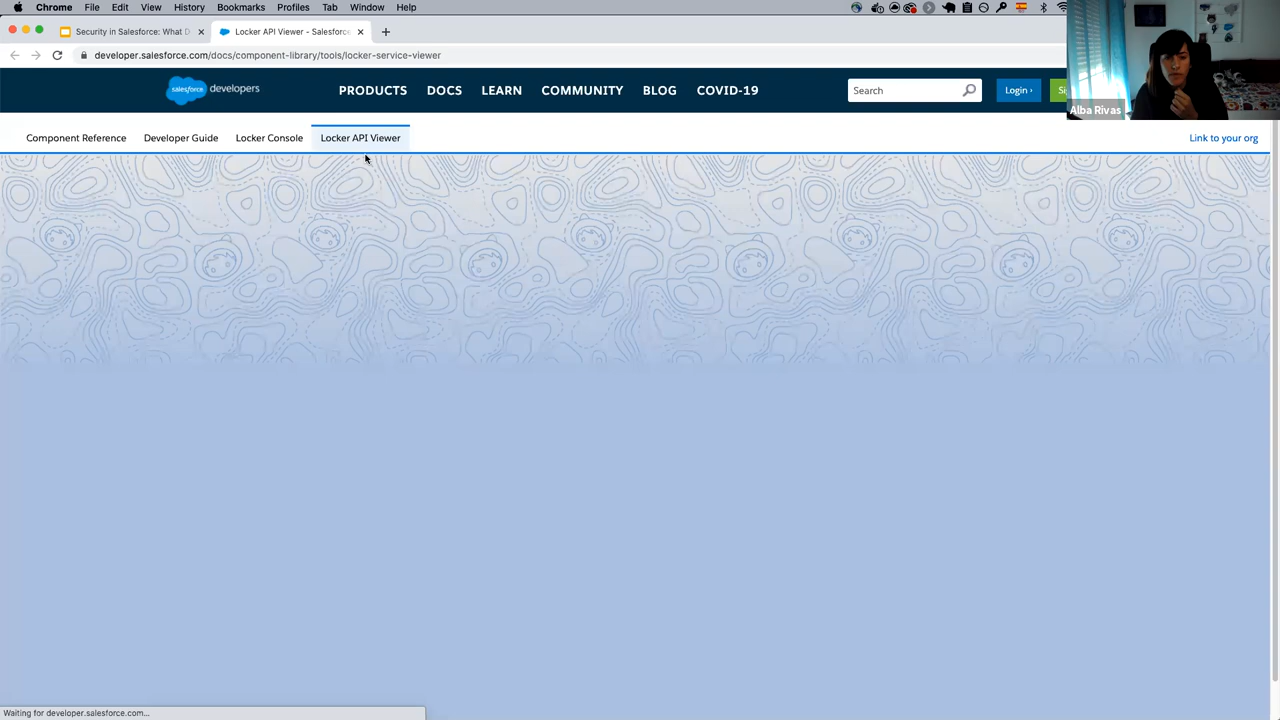 Chrome File Edit View History Bookmarks Profiles Tab Window Help
Security in Salesforce: What D
Locker API Viewer - Salesforce
developer.salesforce.com/docs/component-library/tools/locker-service-viewer
salesforce developers
PRODUCTS DOCS LEARN COMMUNITY BLOG COVID-19
Search
Login ›
Alba Rivas
Component Reference Developer Guide Locker Console Locker API Viewer
Link to your org
Waiting for developer.salesforce.com...